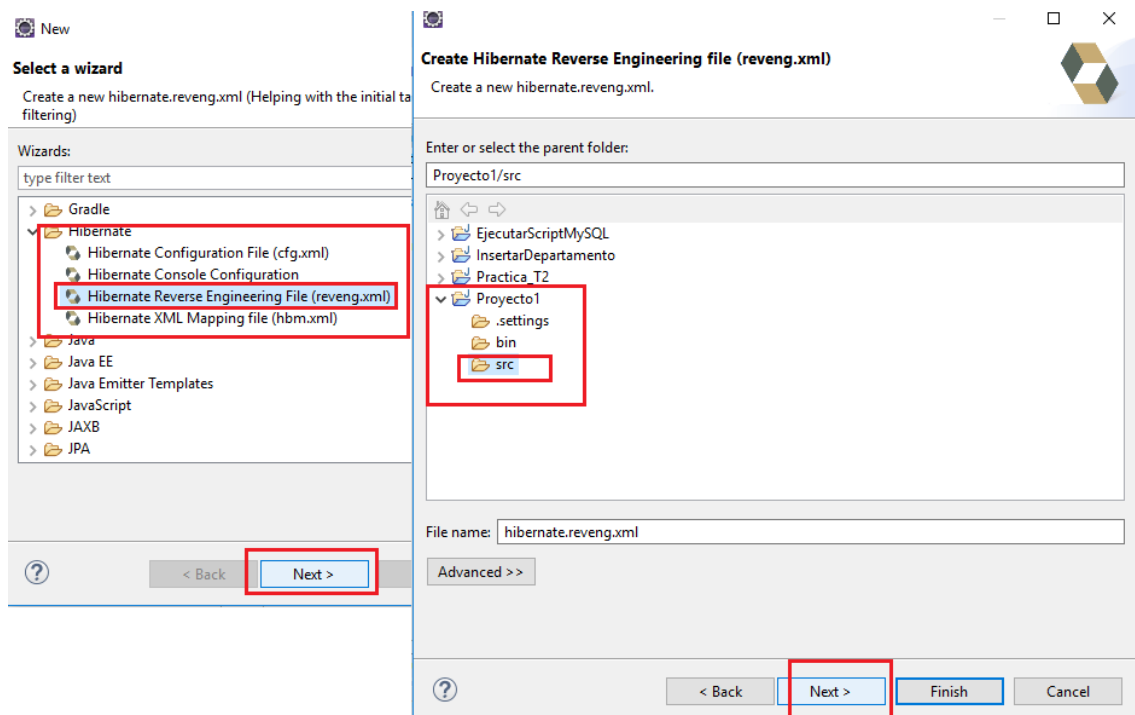 New
Select a wizard
Create a new hibernate.reveng.xml (Helping with the initial ta
filtering)
Wizards:
type filter text
Gradle
Hibernate
Hibernate Configuration File (cfg.xml)
Hibernate Console Configuration
Hibernate Reverse Engineering File (reveng.xml)
Hibernate XML Mapping file (hbm.xml)
Java
Java EE
Java Emitter Templates
JavaScript
JAXB
JPA
? < Back Next >
Create Hibernate Reverse Engineering file (reveng.xml)
Create a new hibernate.reveng.xml.
Enter or select the parent folder:
Proyecto1/src
EjecutarScriptMySQL
InsertarDepartamento
Practica_T2
Proyecto1
.settings
bin
src
File name: hibernate.reveng.xml
Advanced >>
? < Back Next > Finish Cancel